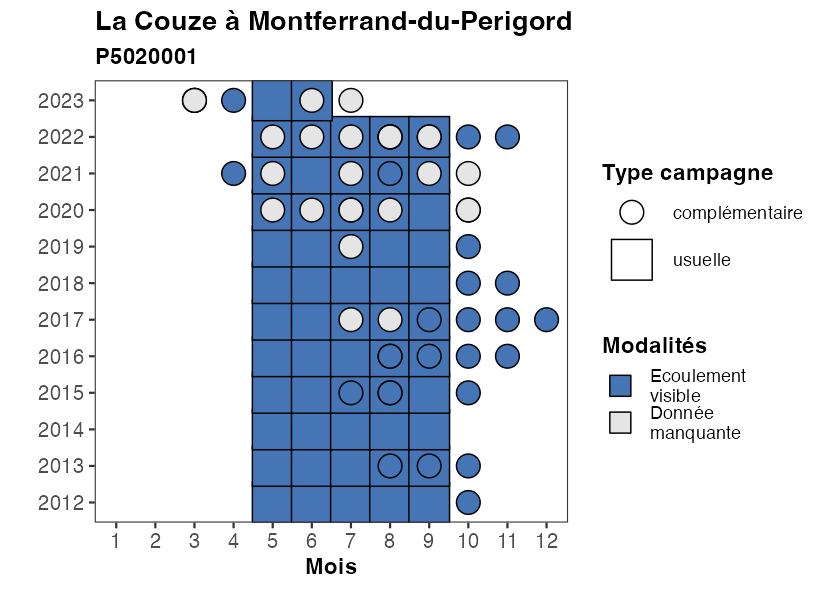 La Couze à Montferrand-du-Perigord
P5020001
2023
2022
2021
2020
2019
2018
2017
2016
2015
2014
2013
2012
1 2 3 4 5 6 7 8 9 10 11 12
Mois
Type campagne
complémentaire
usuelle
Modalités
Ecoulement
visible
Donnée
manquante